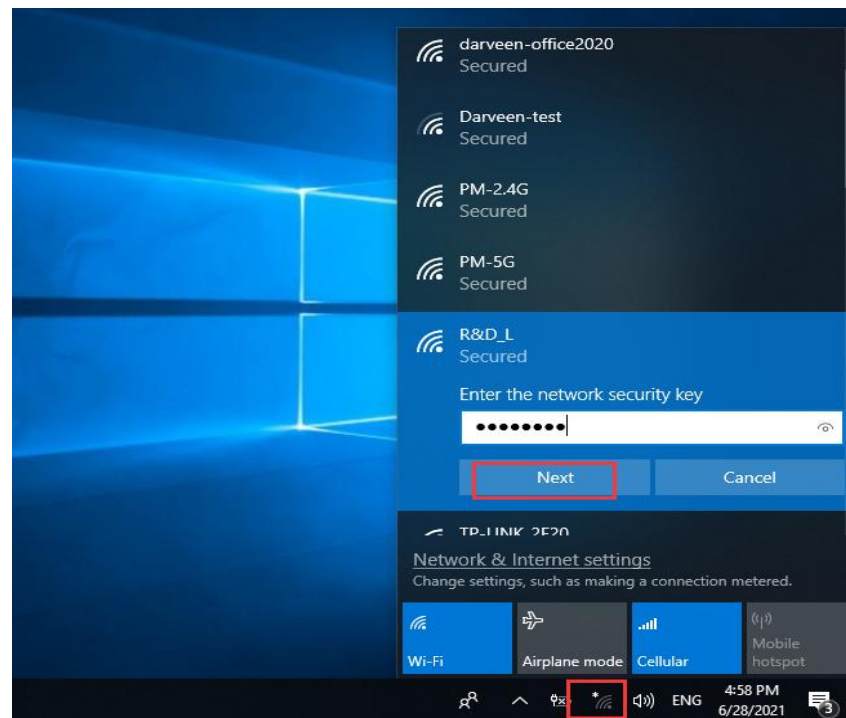 darveen-office2020
Secured
Darveen-test
Secured
PM-2.4G
Secured
PM-5G
Secured
R&D_L
Secured
Enter the network security key
••••••••
Next Cancel
TP-LINK_2F20
Network & Internet settings
Change settings, such as making a connection metered.
Wi-Fi Airplane mode Cellular Mobile hotspot
ENG 4:58 PM
6/28/2021 3